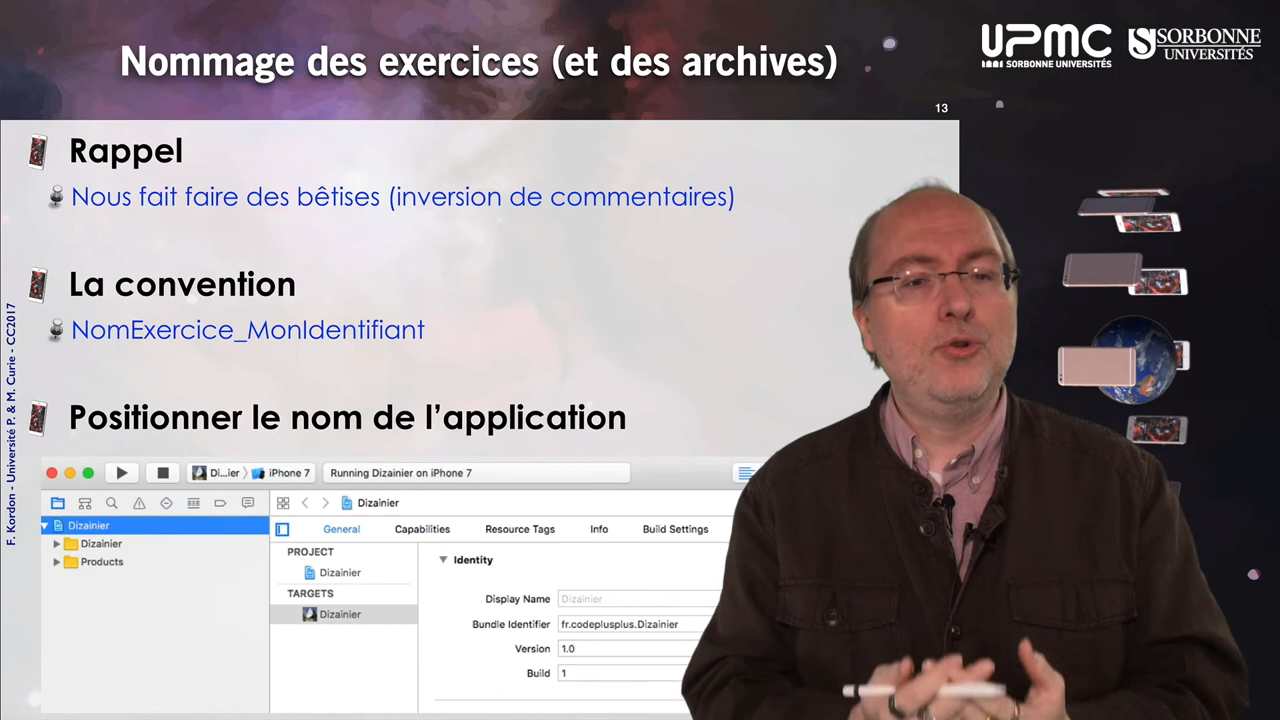 Nommage des exercices (et des archives)
UPMC
SORBONNE UNIVERSITÉS
SORBONNE
UNIVERSITÉS
13
Rappel
Nous fait faire des bêtises (inversion de commentaires)
La convention
NomExercice_MonIdentifiant
Positionner le nom de l’application
F. Kordon - Université P. & M. Curie - CC2017
Di...ier
iPhone 7
Running Dizainier on iPhone 7
Dizainier
Dizainier
Dizainier
Products
General
Capabilities
Resource Tags
Info
Build Settings
PROJECT
Dizainier
TARGETS
Dizainier
Identity
Display Name
Dizainier
Bundle Identifier
fr.codeplusplus.Dizainier
Version
1.0
Build
1